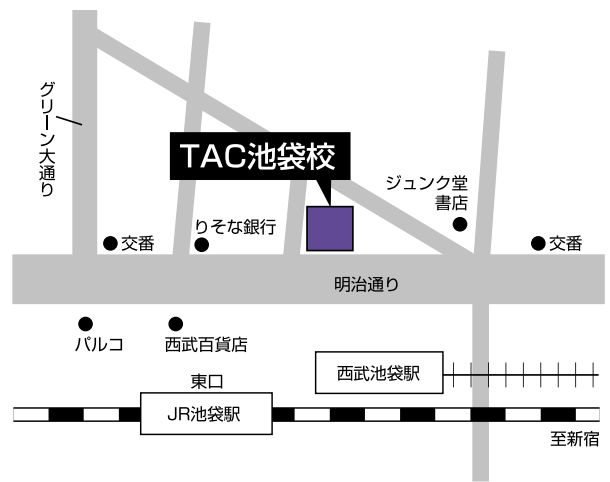 グリーン大通り
TAC池袋校
ジュンク堂
書店
交番
りそな銀行
交番
明治通り
パルコ
西武百貨店
西武池袋駅
東口
JR池袋駅
至新宿